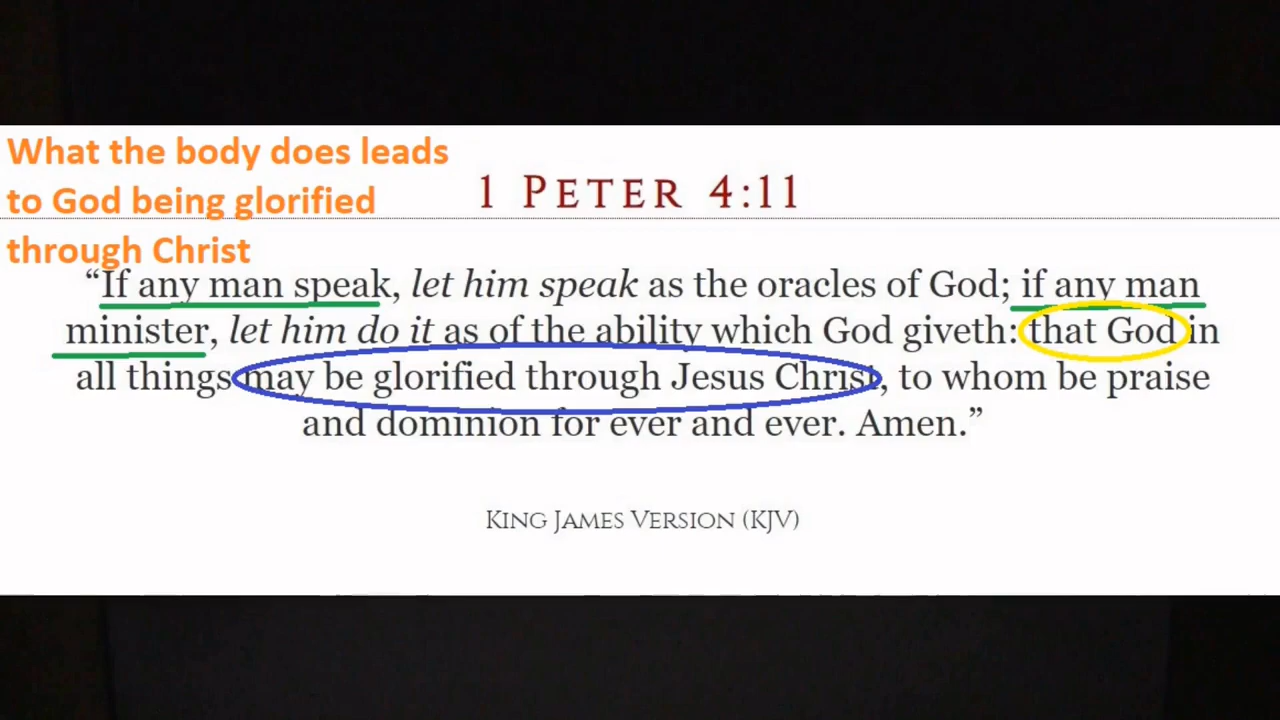 What the body does leads
to God being glorified
through Christ
1 PETER 4:11
“If any man speak, let him speak as the oracles of God; if any man
minister, let him do it as of the ability which God giveth: that God in
all things may be glorified through Jesus Christ, to whom be praise
and dominion for ever and ever. Amen.”
KING JAMES VERSION (KJV)